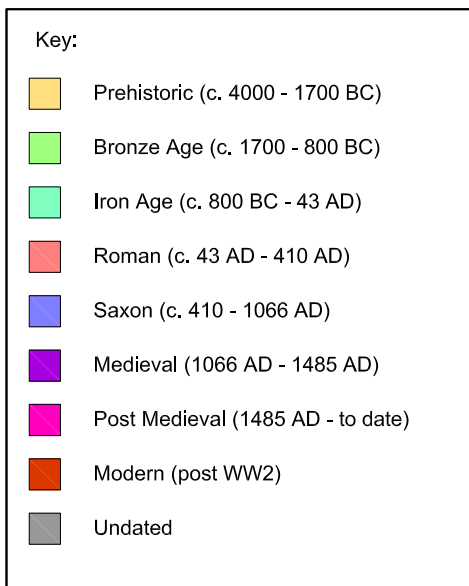 Key:
Prehistoric (c. 4000 - 1700 BC)
Bronze Age (c. 1700 - 800 BC)
Iron Age (c. 800 BC - 43 AD)
Roman (c. 43 AD - 410 AD)
Saxon (c. 410 - 1066 AD)
Medieval (1066 AD - 1485 AD)
Post Medieval (1485 AD - to date)
Modern (post WW2)
Undated